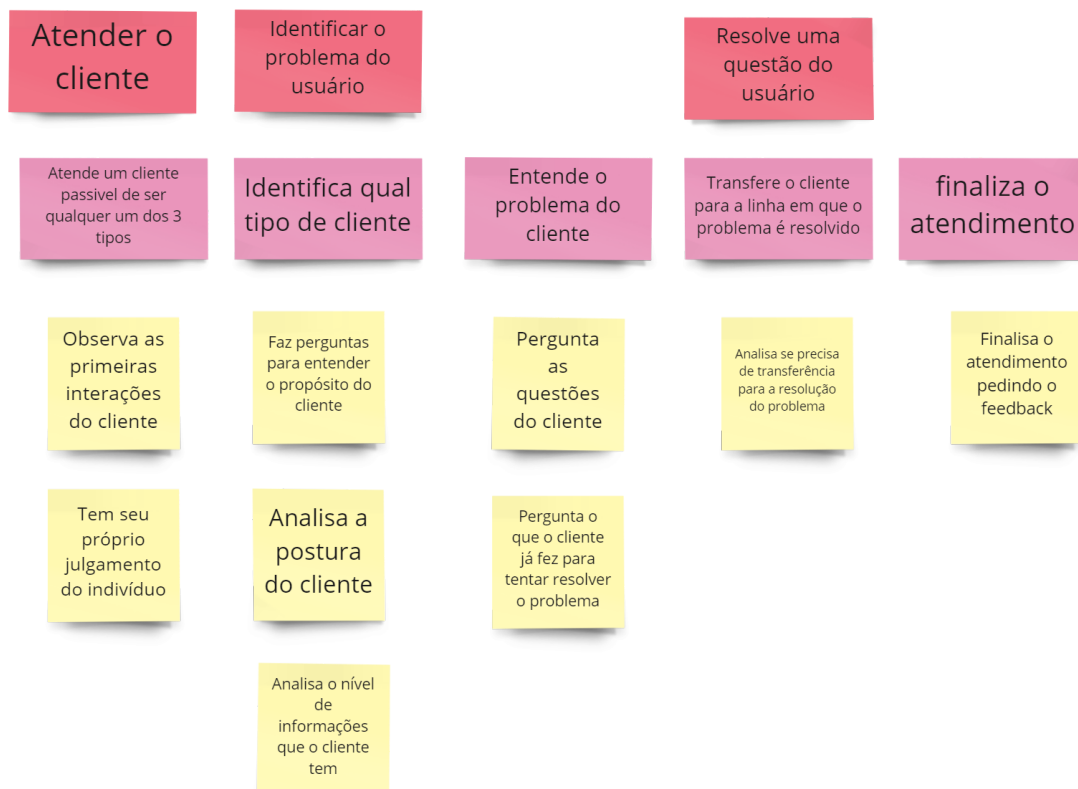 Atender o
cliente
Identificar o
problema do
usuário
Resolve uma
questão do
usuário
Atende um cliente
passivel de ser
qualquer um dos 3
tipos
Identifica qual
tipo de cliente
Entende o
problema do
cliente
Transfere o cliente
para a linha em que o
problema é resolvido
finaliza o
atendimento
Observa as
primeiras
interações
do cliente
Faz perguntas
para entender
o propósito do
cliente
Pergunta
as
questões
do cliente
Analisa se precisa
de transferência
para a resolução
do problema
Finalisa o
atendimento
pedindo o
feedback
Tem seu
próprio
julgamento
do indivíduo
Analisa a
postura
do cliente
Pergunta o
que o cliente
já fez para
tentar resolver
o problema
Analisa o nível
de
informações
que o cliente
tem